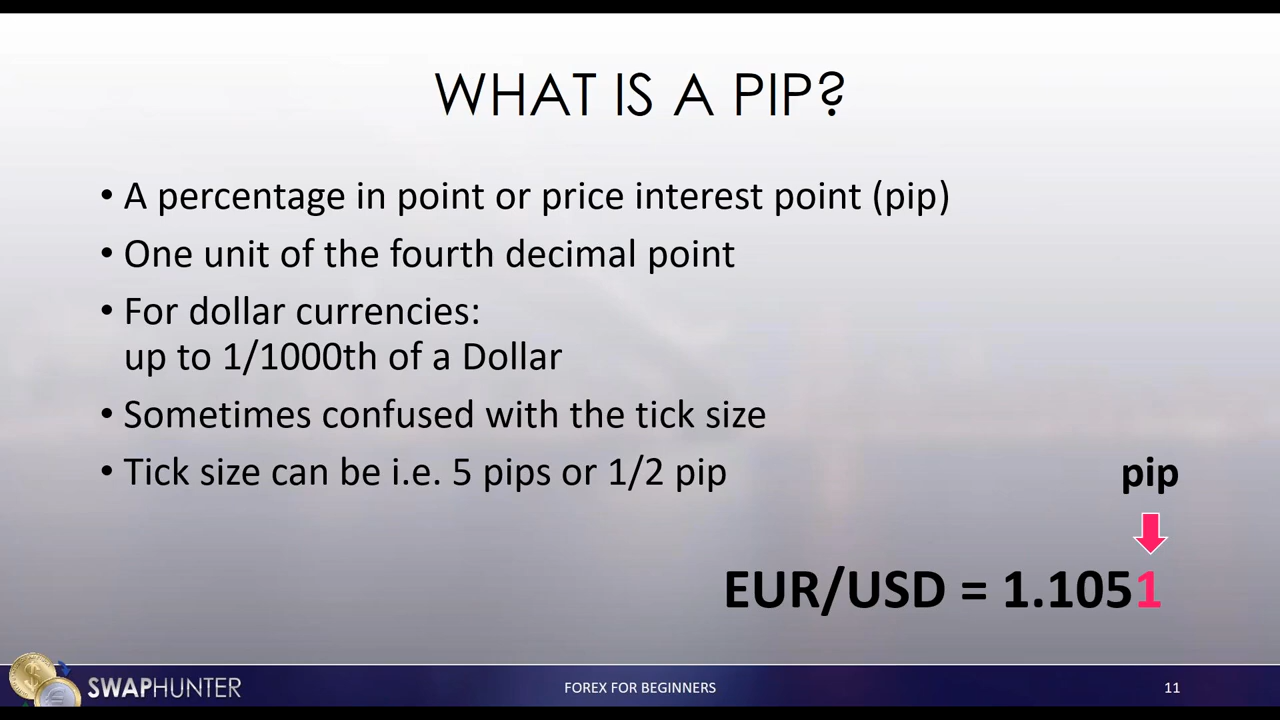 WHAT IS A PIP?
• A percentage in point or price interest point (pip)
• One unit of the fourth decimal point
• For dollar currencies:
up to 1/1000th of a Dollar
• Sometimes confused with the tick size
• Tick size can be i.e. 5 pips or 1/2 pip
pip
EUR/USD = 1.1051
SWAPHUNTER
FOREX FOR BEGINNERS
11